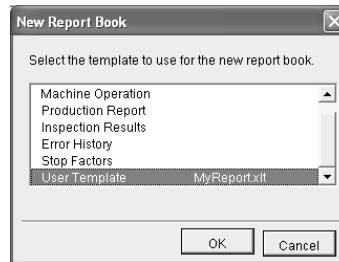 New Report Book
Select the template to use for the new report book.
Machine Operation
Production Report
Inspection Results
Error History
Stop Factors
User Template MyReport.xlt
OK Cancel